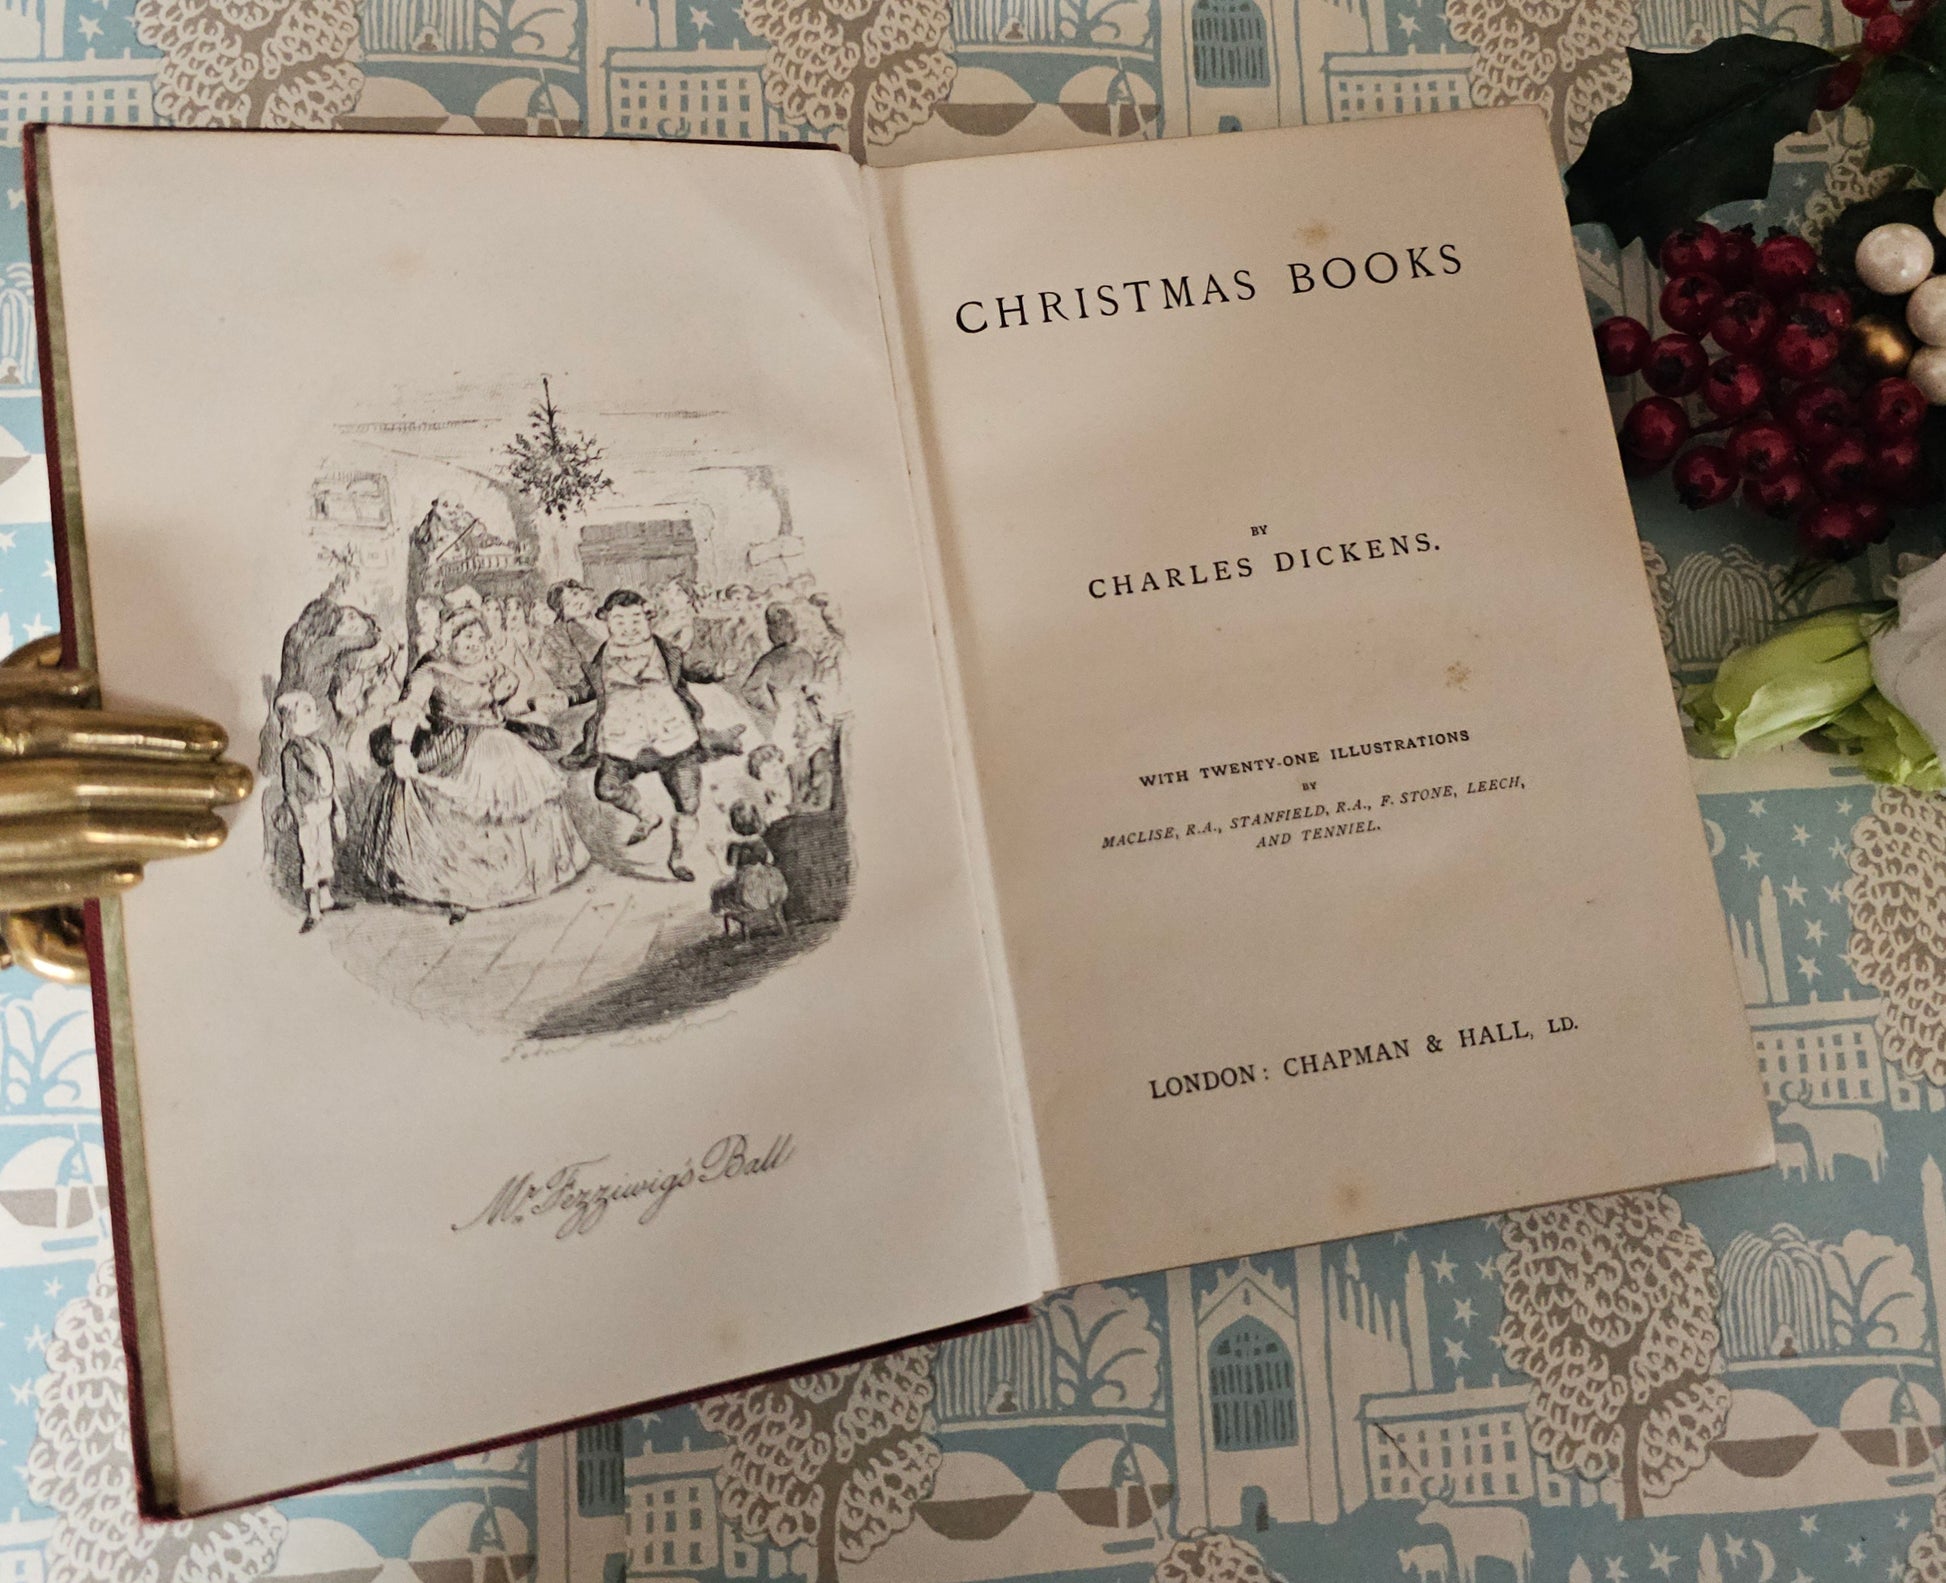 Mr. Fezziwig's Ball
CHRISTMAS BOOKS
BY
CHARLES DICKENS.
WITH TWENTY-ONE ILLUSTRATIONS
BY
MACLISE, R.A., STANFIELD, R.A., F. STONE, LEECH,
AND TENNIEL.
LONDON: CHAPMAN & HALL, LD.